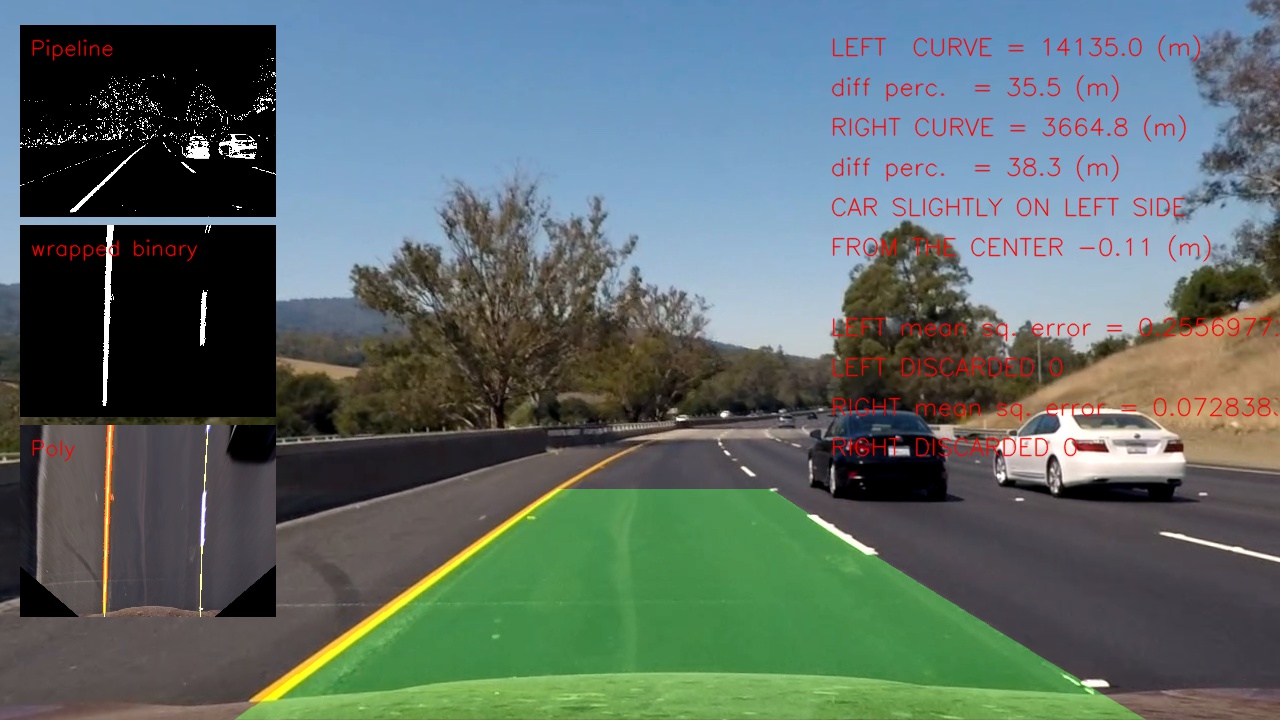 Pipeline
wrapped binary
Poly
LEFT CURVE = 14135.0 (m)
diff perc. = 35.5 (m)
RIGHT CURVE = 3664.8 (m)
diff perc. = 38.3 (m)
CAR SLIGHTLY ON LEFT SIDE
FROM THE CENTER -0.11 (m)
LEFT mean sq. error = 0.2556977
LEFT DISCARDED 0
RIGHT mean sq. error = 0.072838
RIGHT DISCARDED 0